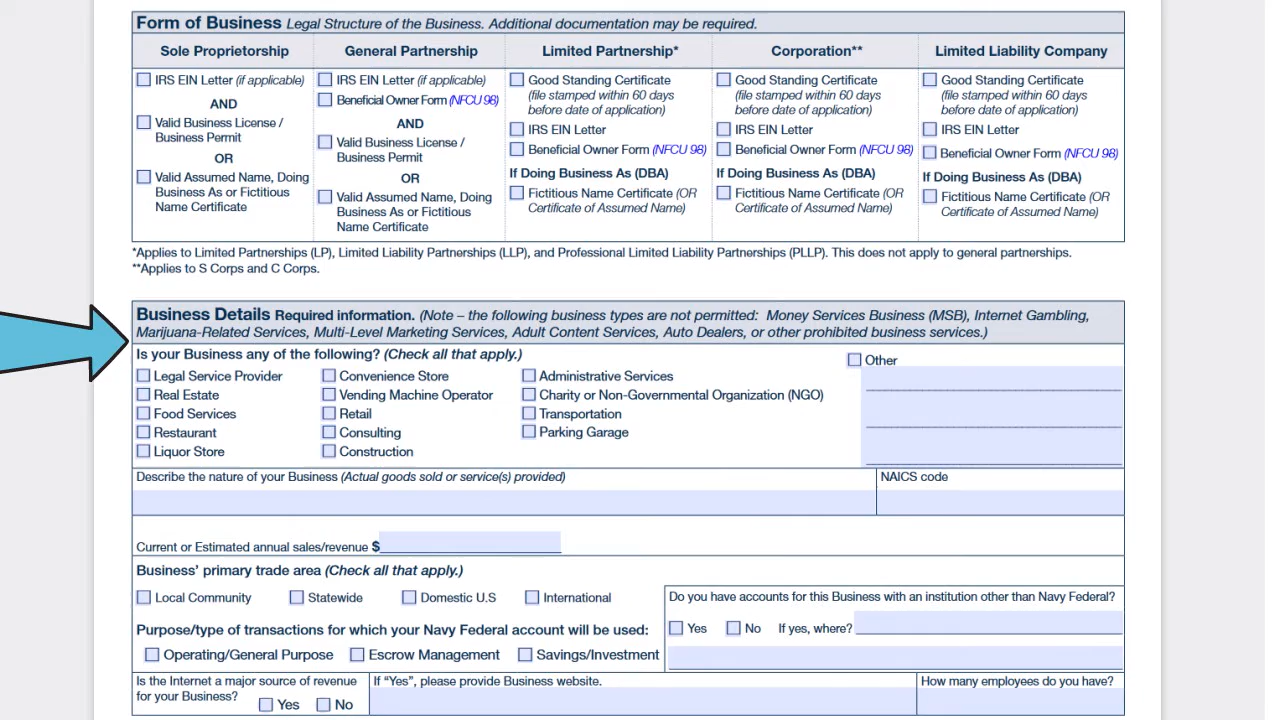 Form of Business Legal Structure of the Business. Additional documentation may be required.
Sole Proprietorship
General Partnership
Limited Partnership*
Corporation**
Limited Liability Company
IRS EIN Letter (if applicable)
AND
Valid Business License /
Business Permit
OR
Valid Assumed Name, Doing
Business As or Fictitious
Name Certificate
IRS EIN Letter (if applicable)
Beneficial Owner Form (NFCU 98)
AND
Valid Business License /
Business Permit
OR
Valid Assumed Name, Doing
Business As or Fictitious
Name Certificate
Good Standing Certificate
(file stamped within 60 days
before date of application)
IRS EIN Letter
Beneficial Owner Form (NFCU 98)
If Doing Business As (DBA)
Fictitious Name Certificate (OR
Certificate of Assumed Name)
Good Standing Certificate
(file stamped within 60 days
before date of application)
IRS EIN Letter
Beneficial Owner Form (NFCU 98)
If Doing Business As (DBA)
Fictitious Name Certificate (OR
Certificate of Assumed Name)
Good Standing Certificate
(file stamped within 60 days
before date of application)
IRS EIN Letter
Beneficial Owner Form (NFCU 98)
If Doing Business As (DBA)
Fictitious Name Certificate (OR
Certificate of Assumed Name)
*Applies to Limited Partnerships (LP), Limited Liability Partnerships (LLP), and Professional Limited Liability Partnerships (PLLP). This does not apply to general partnerships.
**Applies to S Corps and C Corps.
Business Details Required information. (Note – the following business types are not permitted: Money Services Business (MSB), Internet Gambling,
Marijuana-Related Services, Multi-Level Marketing Services, Adult Content Services, Auto Dealers, or other prohibited business services.)
Is your Business any of the following? (Check all that apply.)
Legal Service Provider
Real Estate
Food Services
Restaurant
Liquor Store
Convenience Store
Vending Machine Operator
Retail
Consulting
Construction
Administrative Services
Charity or Non-Governmental Organization (NGO)
Transportation
Parking Garage
Other
Describe the nature of your Business (Actual goods sold or service(s) provided)
NAICS code
Current or Estimated annual sales/revenue $
Business' primary trade area (Check all that apply.)
Local Community
Statewide
Domestic U.S
International
Purpose/type of transactions for which your Navy Federal account will be used:
Operating/General Purpose
Escrow Management
Savings/Investment
Do you have accounts for this Business with an institution other than Navy Federal?
Yes
No
If yes, where?
Is the Internet a major source of revenue
for your Business?
Yes
No
If "Yes", please provide Business website.
How many employees do you have?